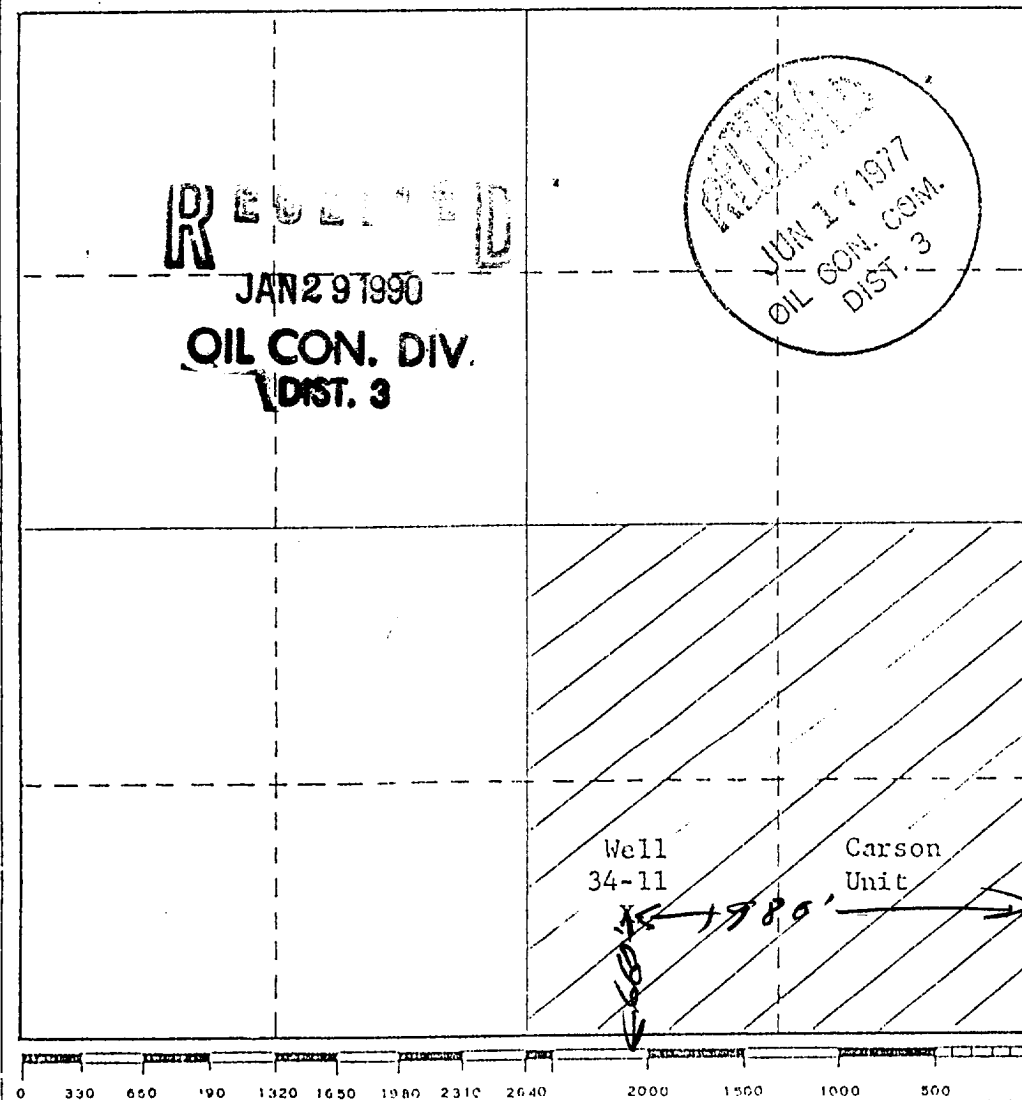 RECEIVED
JAN 29 1990
OIL CON. DIV.
DIST. 3
JUN 17 1977
OIL CON. COM.
DIST. 3
Well
34-11
Carson
Unit
X
1980'
0 330 660 '90 1320 1650 1980 2310 2640 2000 1500 1000 500